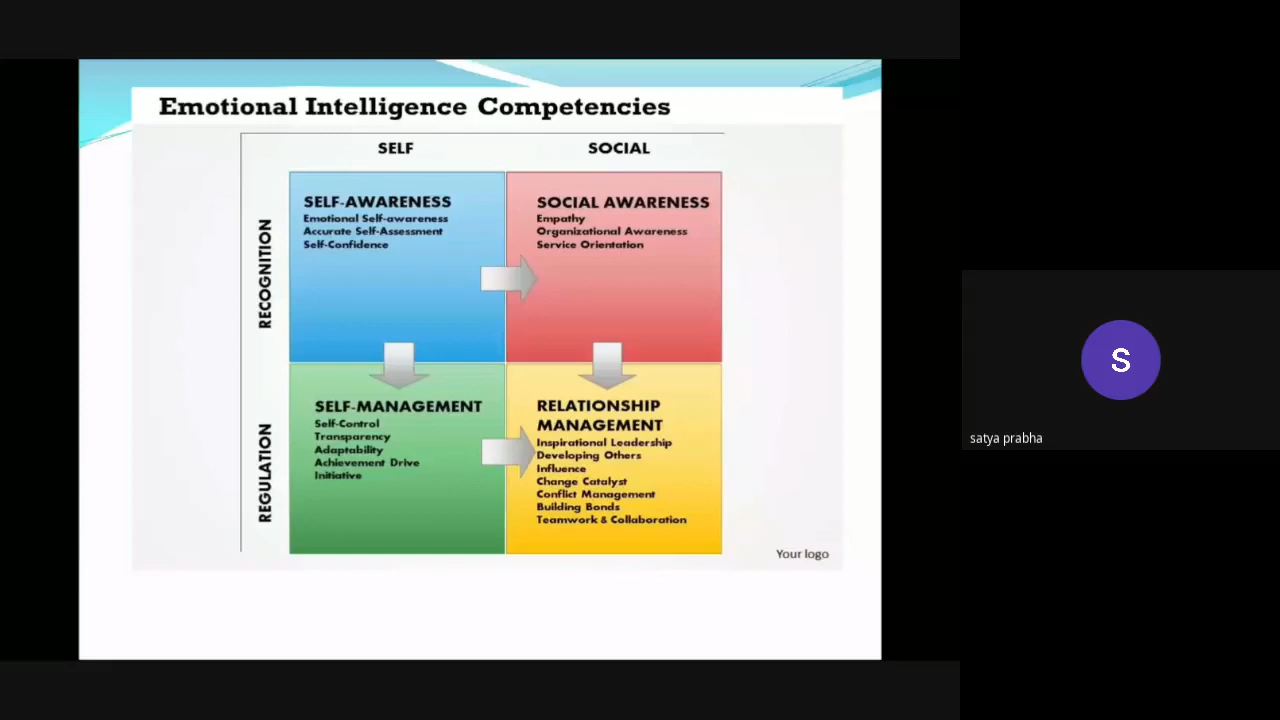 Emotional Intelligence Competencies
SELF
SOCIAL
RECOGNITION
SELF-AWARENESS
Emotional Self-awareness
Accurate Self-Assessment
Self-Confidence
SOCIAL AWARENESS
Empathy
Organizational Awareness
Service Orientation
REGULATION
SELF-MANAGEMENT
Self-Control
Transparency
Adaptability
Achievement Drive
Initiative
RELATIONSHIP
MANAGEMENT
Inspirational Leadership
Developing Others
Influence
Change Catalyst
Conflict Management
Building Bonds
Teamwork & Collaboration
Your logo
S
satya prabha